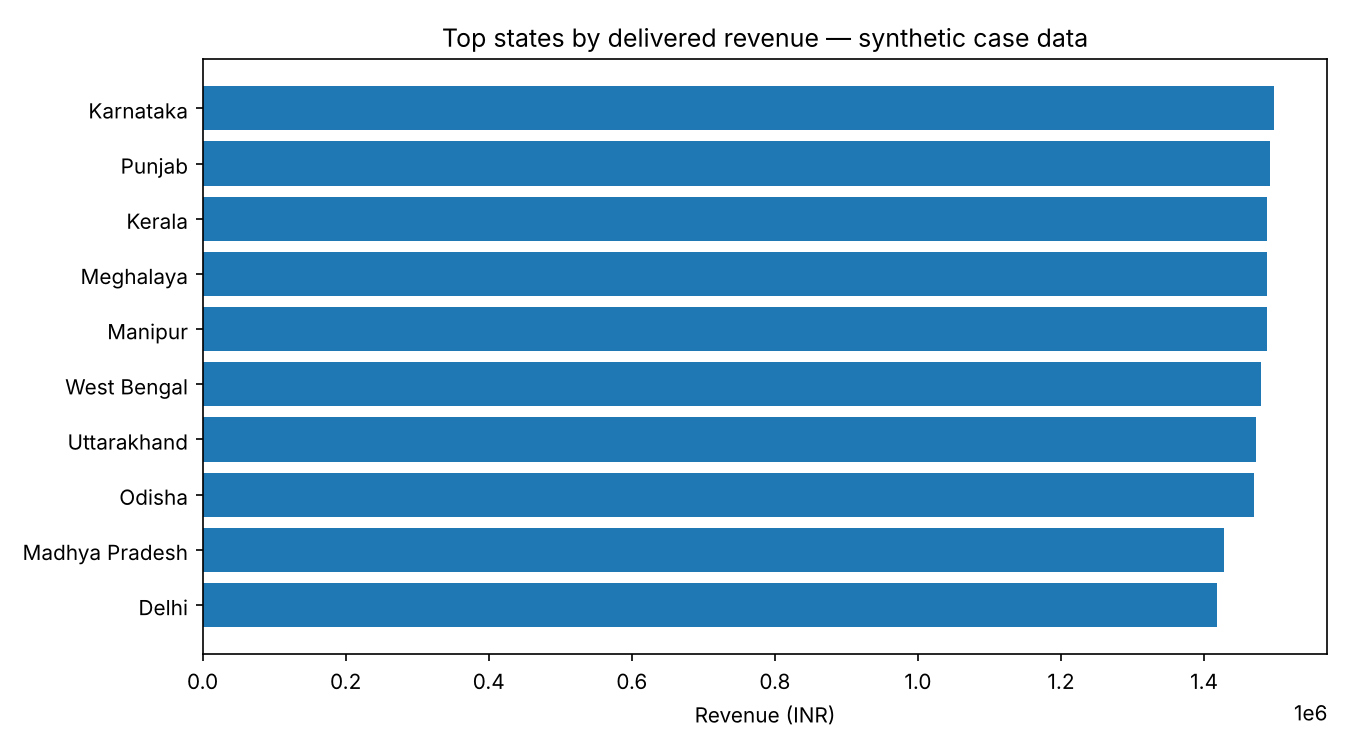 Top states by delivered revenue — synthetic case data
Karnataka
Punjab
Kerala
Meghalaya
Manipur
West Bengal
Uttarakhand
Odisha
Madhya Pradesh
Delhi
0.0 0.2 0.4 0.6 0.8 1.0 1.2 1.4
Revenue (INR)
1e6